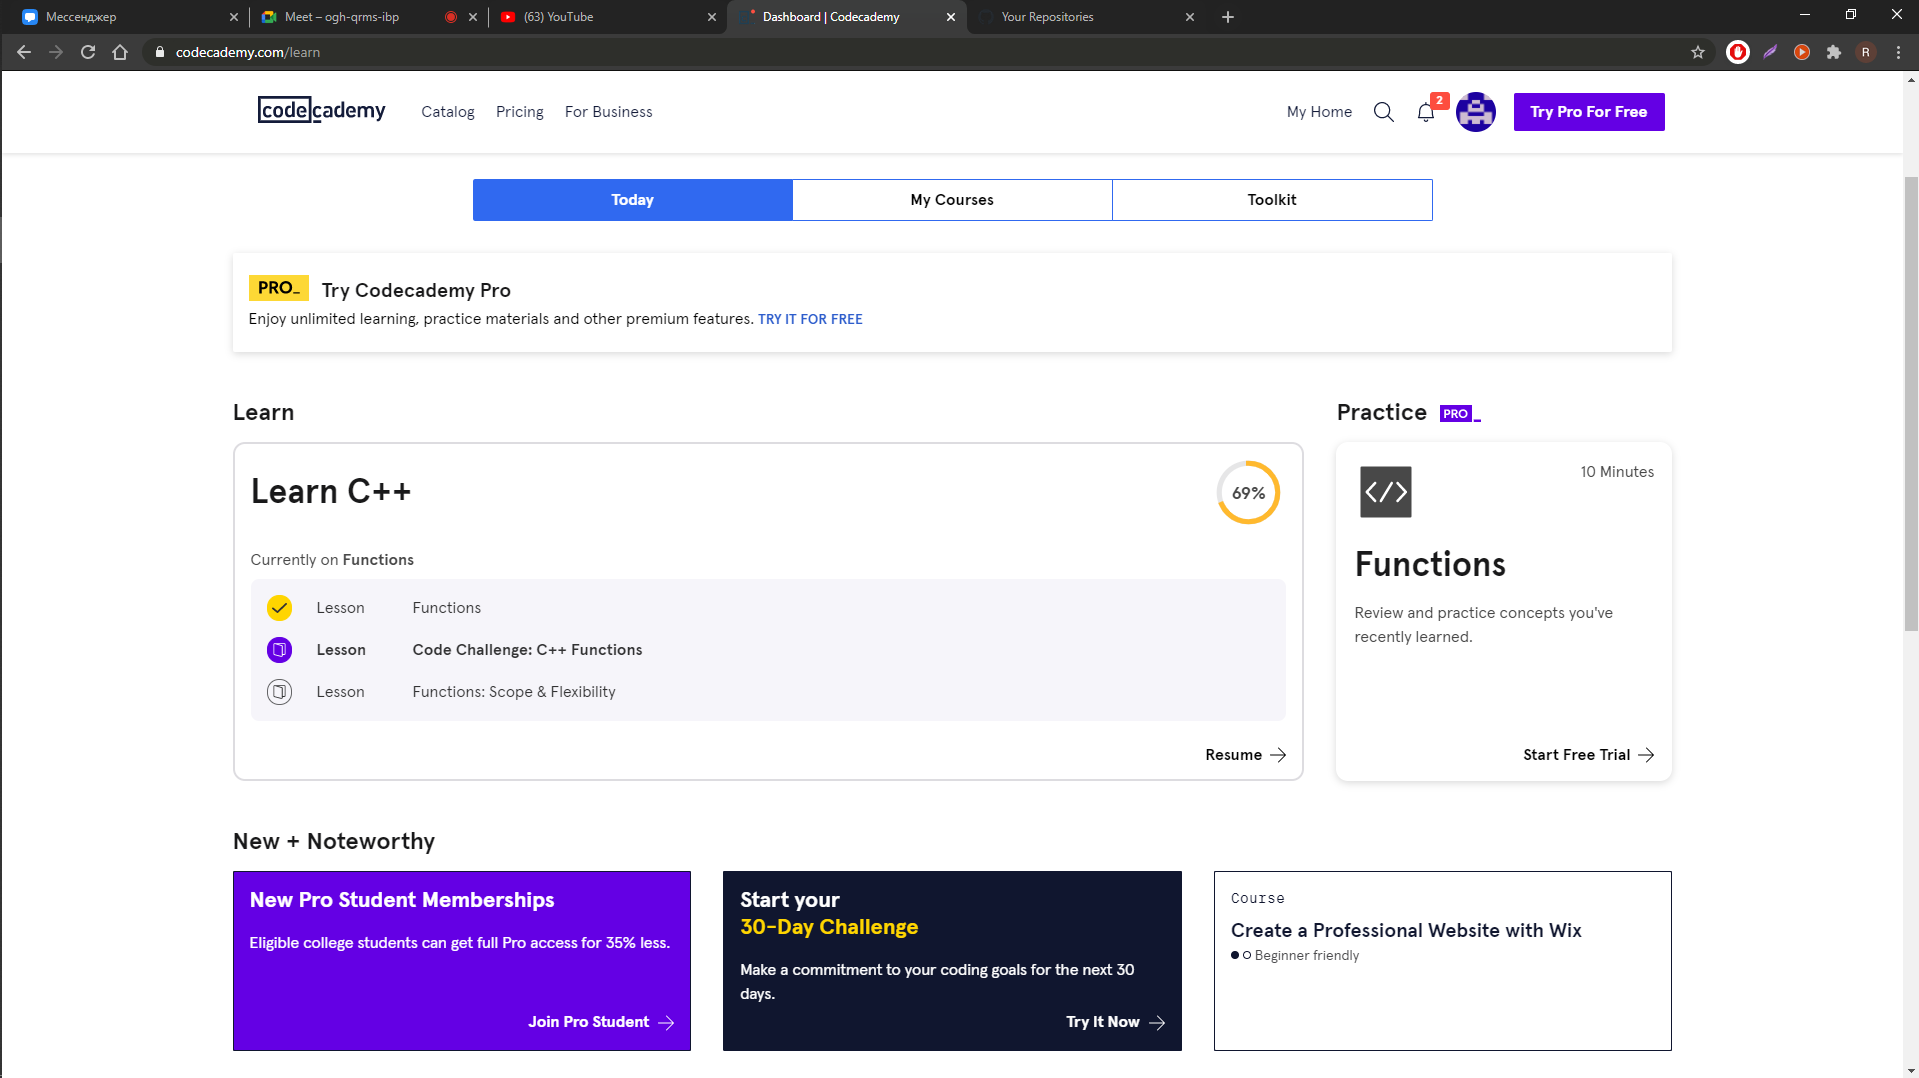 Мессенджер
Meet – ogh-qrms-ibp
(63) YouTube
Dashboard | Codecademy
Your Repositories
codecademy.com/learn
R
codecademy
Catalog
Pricing
For Business
My Home
2
Try Pro For Free
Today
My Courses
Toolkit
PRO_
Try Codecademy Pro
Enjoy unlimited learning, practice materials and other premium features. TRY IT FOR FREE
Learn
Learn C++
69%
Currently on Functions
Lesson Functions
Lesson Code Challenge: C++ Functions
Lesson Functions: Scope & Flexibility
Resume
Practice PRO_
10 Minutes
</>
Functions
Review and practice concepts you've
recently learned.
Start Free Trial
New + Noteworthy
New Pro Student Memberships
Eligible college students can get full Pro access for 35% less.
Join Pro Student
Start your
30-Day Challenge
Make a commitment to your coding goals for the next 30
days.
Try It Now
Course
Create a Professional Website with Wix
Beginner friendly